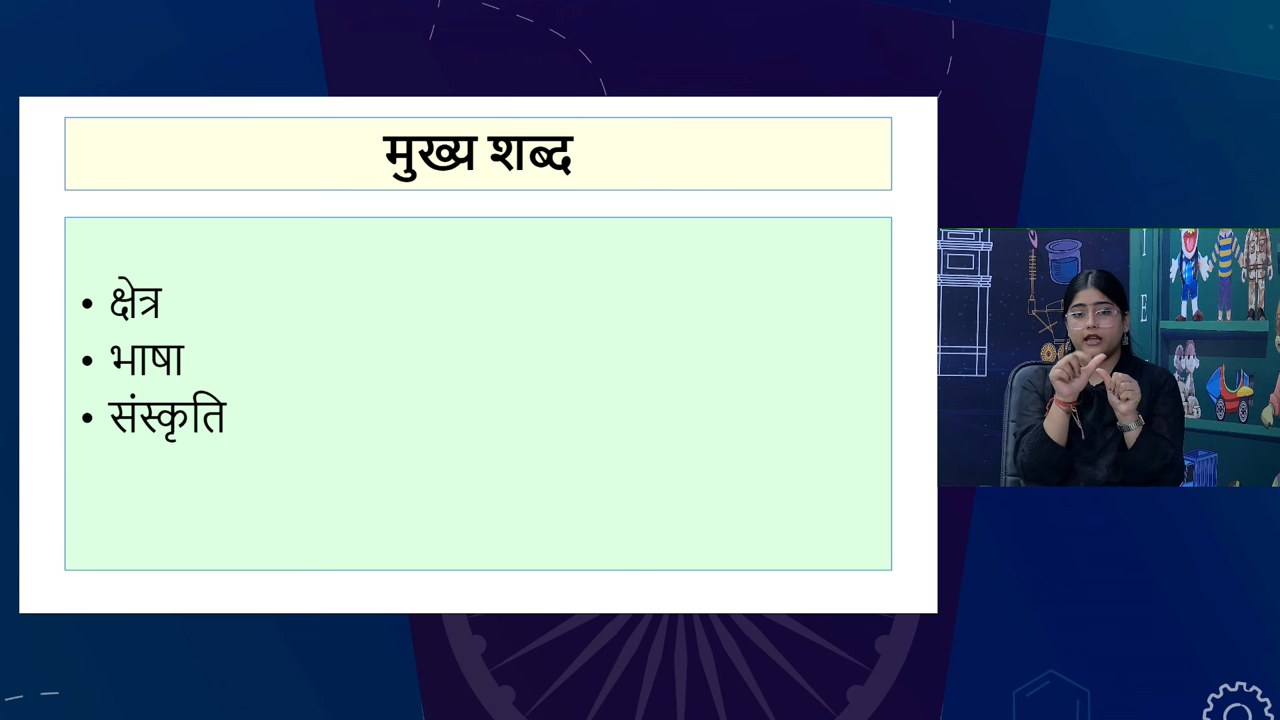 मुख्य शब्द
• क्षेत्र
• भाषा
• संस्कृति
I
E